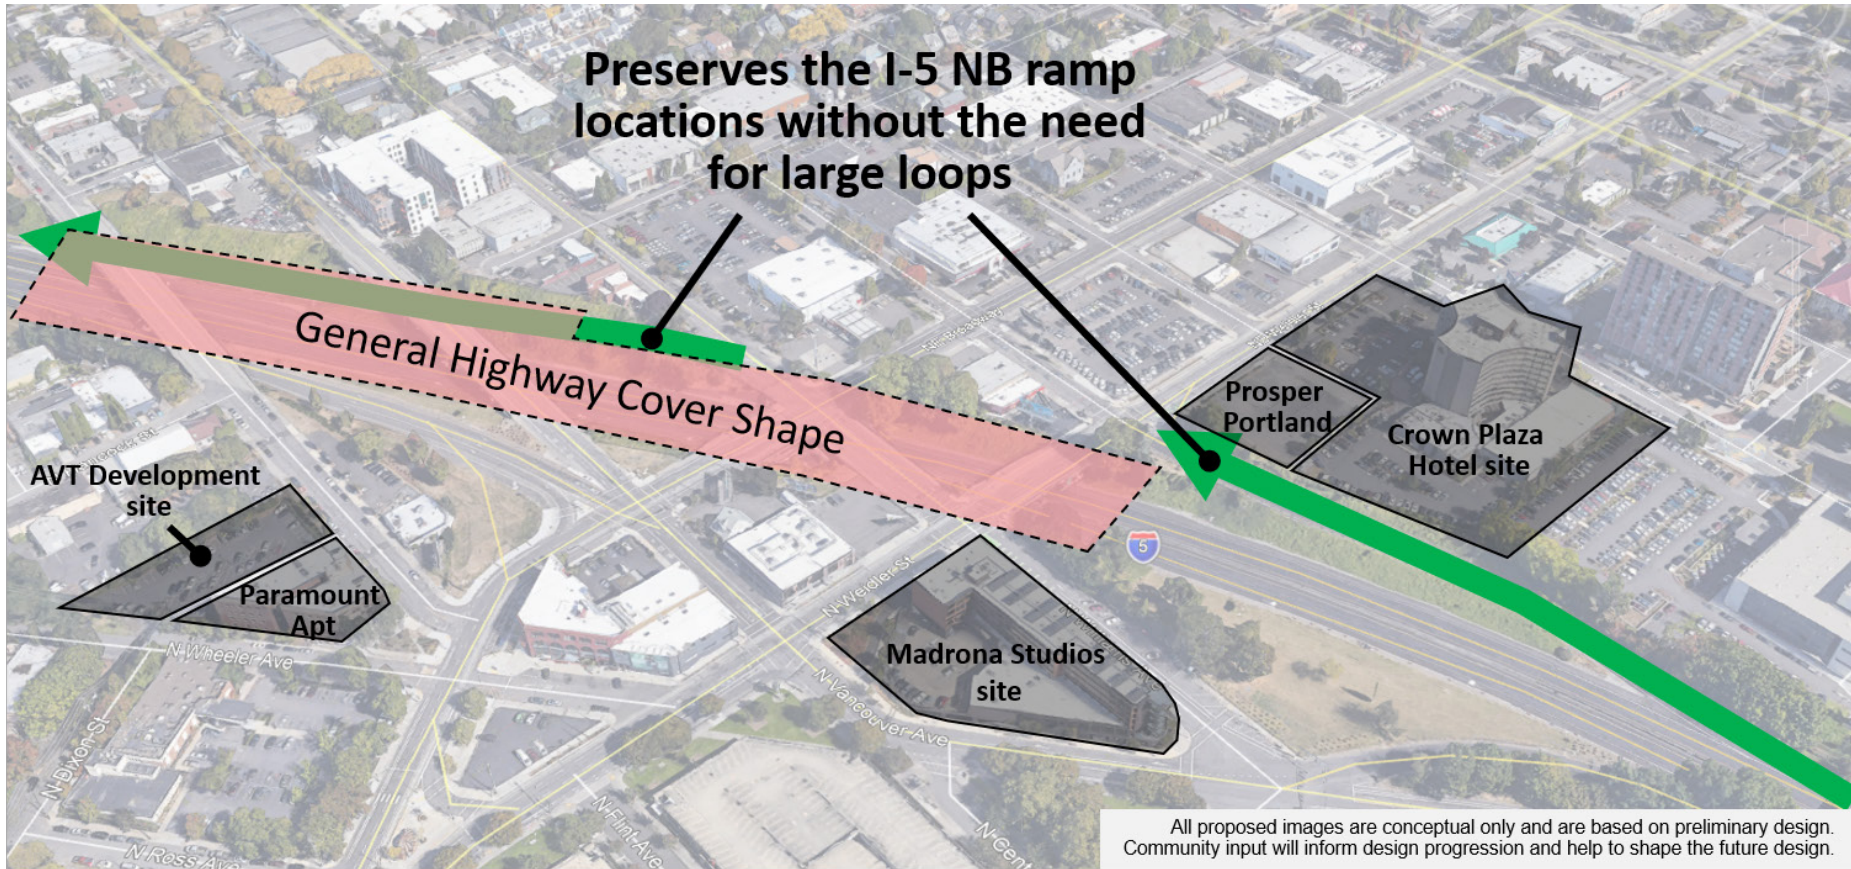 Preserves the I-5 NB ramp
locations without the need
for large loops
General Highway Cover Shape
N Broadway
Prosper
Portland
Crown Plaza
Hotel site
AVT Development
site
5
Paramount
Apt
N Weidler St
Madrona Studios
site
N Wheeler Ave
N Vancouver Ave
N Dixon St
N Flint Ave
N Cent
N Ross Ave
All proposed images are conceptual only and are based on preliminary design.
Community input will inform design progression and help to shape the future design.